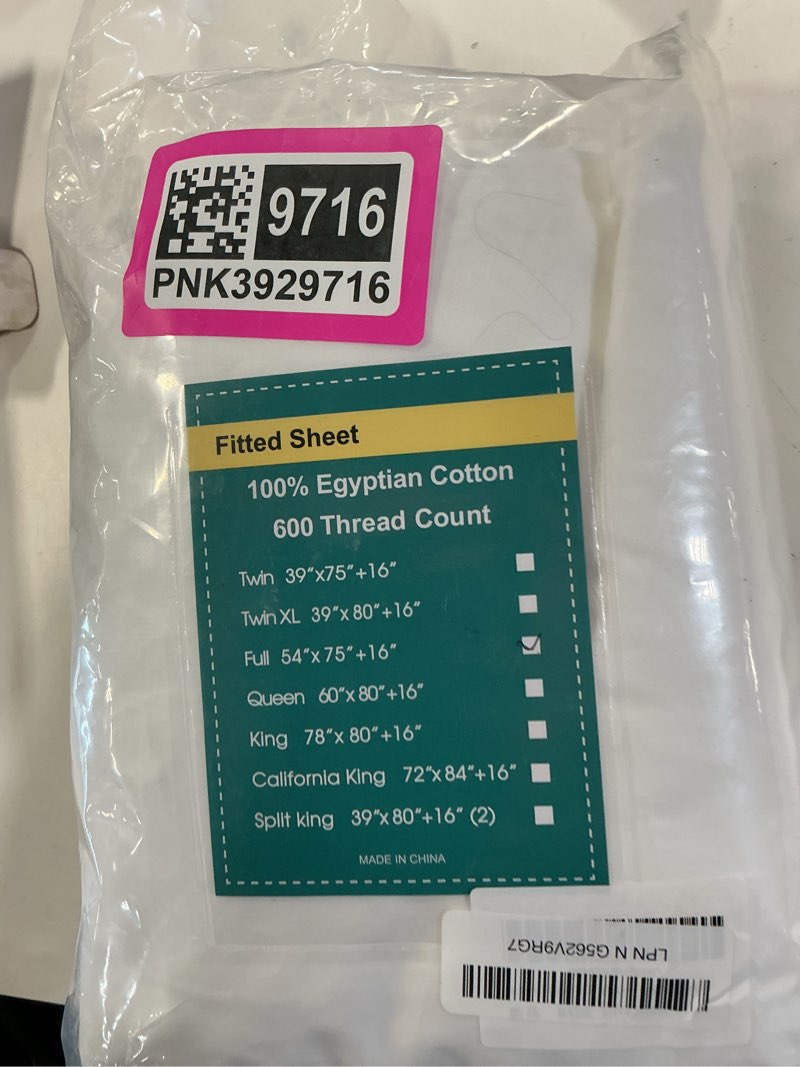 9716
PNK3929716
Fitted Sheet
100% Egyptian Cotton
600 Thread Count
Twin 39"x75"+16"
Twin XL 39"x80"+16"
Full 54"x75"+16"
Queen 60"x80"+16"
King 78"x 80"+16"
California King 72"x84"+16"
Split king 39"x80"+16" (2)
MADE IN CHINA
LPN N G562V9RG7